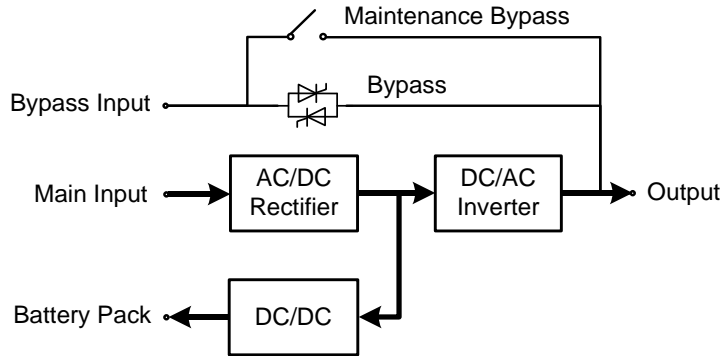 Maintenance Bypass
Bypass Input
Bypass
Main Input
AC/DC
Rectifier
DC/AC
Inverter
Output
Battery Pack
DC/DC